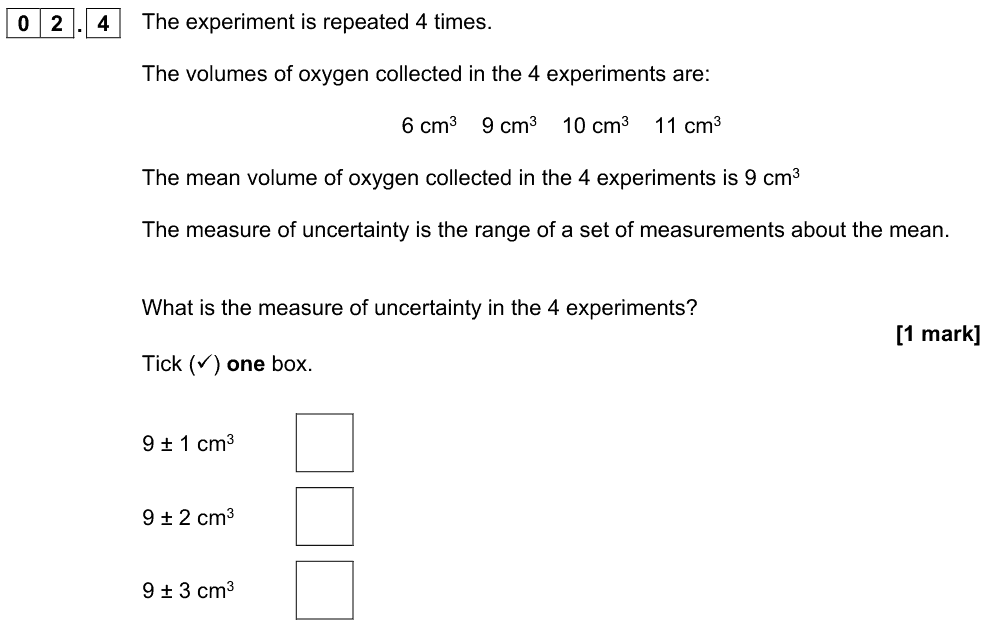 02.4 The experiment is repeated 4 times.
The volumes of oxygen collected in the 4 experiments are:
6 cm³ 9 cm³ 10 cm³ 11 cm³
The mean volume of oxygen collected in the 4 experiments is 9 cm³
The measure of uncertainty is the range of a set of measurements about the mean.
What is the measure of uncertainty in the 4 experiments?
[1 mark]
Tick (✓) one box.
9 ± 1 cm³
9 ± 2 cm³
9 ± 3 cm³